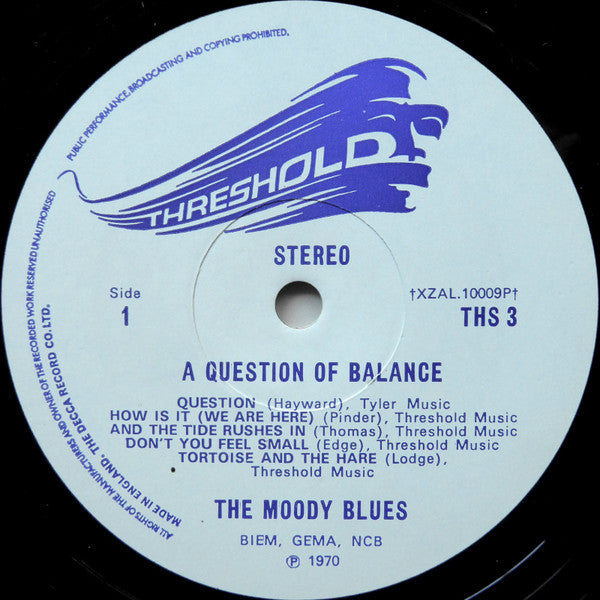 PUBLIC PERFORMANCE, BROADCASTING AND COPYING PROHIBITED.
ALL RIGHTS OF THE MANUFACTURERS AND OWNER OF THE RECORDED WORK RESERVED UNAUTHORISED
MADE IN ENGLAND, THE DECCA RECORD CO. LTD.
THRESHOLD
STEREO
Side
1
†XZAL.10009P†
THS 3
A QUESTION OF BALANCE
QUESTION (Hayward), Tyler Music
HOW IS IT (WE ARE HERE) (Pinder), Threshold Music
AND THE TIDE RUSHES IN (Thomas), Threshold Music
DON'T YOU FEEL SMALL (Edge), Threshold Music
TORTOISE AND THE HARE (Lodge),
Threshold Music
THE MOODY BLUES
BIEM, GEMA, NCB
℗ 1970